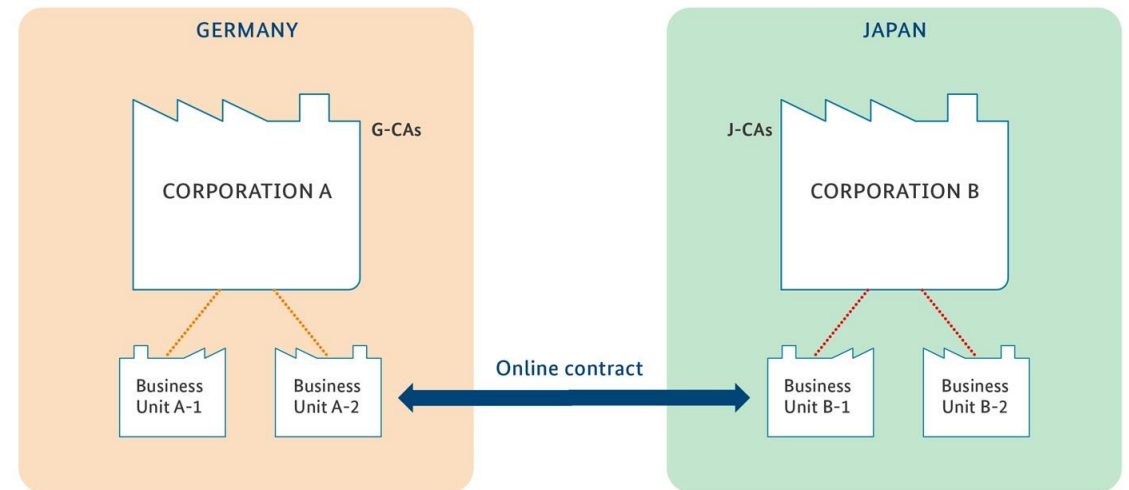 GERMANY
G-CAs
CORPORATION A
Business
Unit A-1
Business
Unit A-2
Online contract
JAPAN
J-CAs
CORPORATION B
Business
Unit B-1
Business
Unit B-2